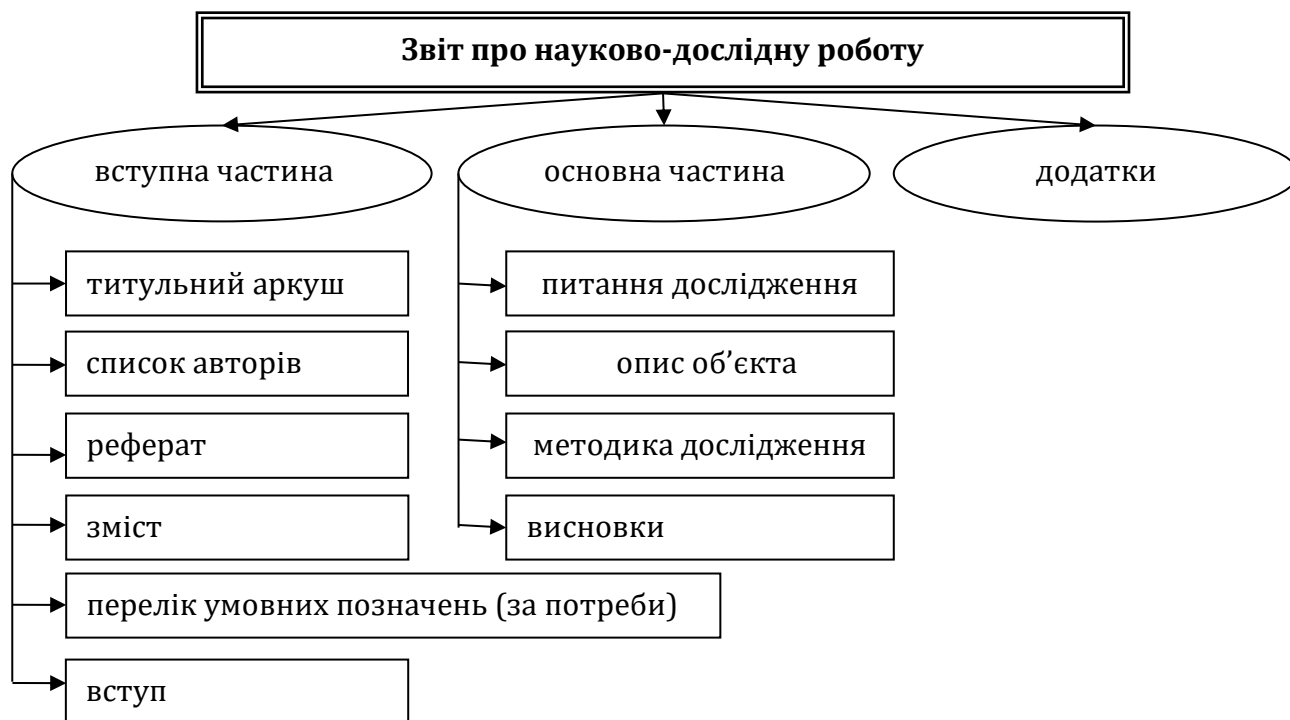 Звіт про науково-дослідну роботу
вступна частина
основна частина
додатки
титульний аркуш
список авторів
реферат
зміст
перелік умовних позначень (за потреби)
вступ
питання дослідження
опис об’єкта
методика дослідження
висновки